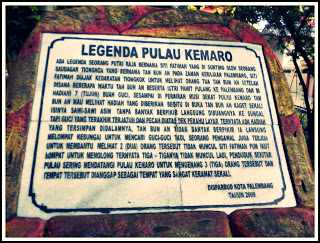 LEGENDA PULAU KEMARO
ADA LEGENDA SEORANG PUTRI RAJA BERNAMA SITI FATIMAH YANG DI SUNTING OLEH SEORANG
SAUDAGAR TIONGHOA YANG BERNAMA TAN BUN AN PADA ZAMAN KERAJAAN PALEMBANG, SITI
FATIMAH DIAJAK KEDARATAN TIONGKOK UNTUK MELIHAT ORANG TUA TAN BUN AN SETELAH
DISANA BEBERAPA WAKTU TAN BUN AN BESERTA ISTRI PAMIT PULANG KE PALEMBANG DAN DI
HADIAHI 7 (TUJUH) BUAH GUCI, SESAMPAI DI PERAIRAN MUSI DEKAT PULAU KEMARO TAN
BUN AN MAU MELIHAT HADIAH YANG DIBERIKAN BEGITU DI BUKA TAN BUN AN KAGET SEKALI
ISINYA SAWI-SAWI ASIN TANPA BANYAK BERPIKIR LANGSUNG DIBUANGNYA KE SUNGAI,
TAPI GUCI YANG TERAKHIR TERJATUH DAN PECAH DIATAS DEK PERAHU LAYAR TERNYATA ADA HADIAH
YANG TERSIMPAN DIDALAMNYA, TAN BUN AN TIDAK BANYAK BERPIKIR IA LANGSUNG
MELOMPAT KESUNGAI UNTUK MENCARI GUCI-GUCI TADI, SEORANG PENGAWAL JUGA TERJUN
UNTUK MEMBANTU MELIHAT 2 (DUA) ORANG TERSEBUT TIDAK MUNCUL SITI FATIMAH PUN IKUT
LOMPAT UNTUK MENOLONG TERNYATA TIGA - TIGANYA TIDAK MUNCUL LAGI, PENDUDUK SEKITAR
PULAU SERING MENDATANGI PULAU KEMARO UNTUK MENGENANG 3 (TIGA) ORANG TERSEBUT DAN
TEMPAT TERSEBUT DIANGGAP SEBAGAI TEMPAT YANG SANGAT KERAMAT SEKALI.
DISPARBUD KOTA PALEMBANG
TAHUN 2009